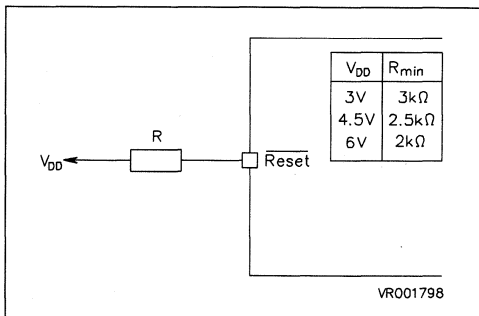 V_DD R_min
3V 3kΩ
4.5V 2.5kΩ
6V 2kΩ
R
V_DD
Reset
VR001798